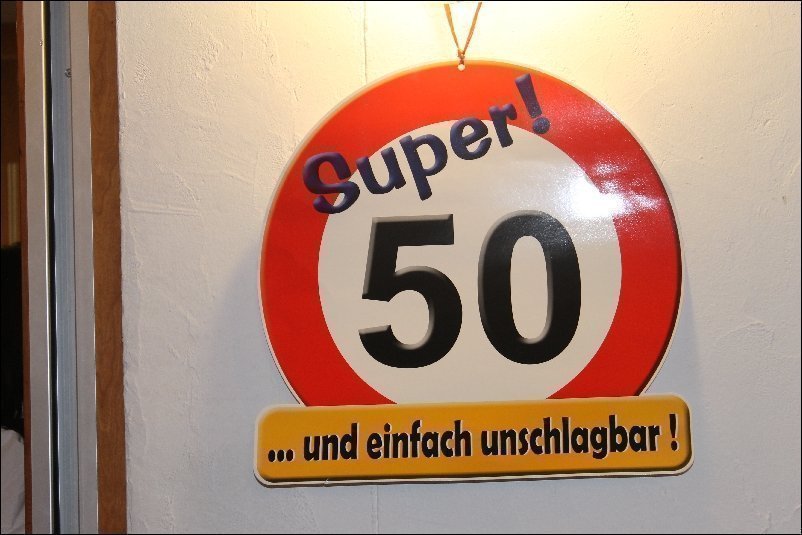 Super!
50
... und einfach unschlagbar !